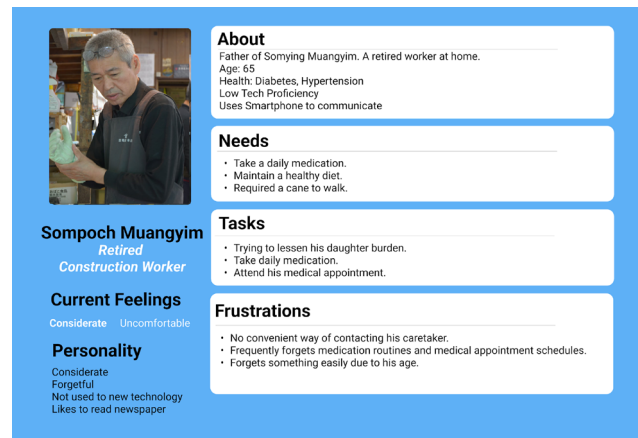 About
Father of Somying Muangyim. A retired worker at home.
Age: 65
Health: Diabetes, Hypertension
Low Tech Proficiency
Uses Smartphone to communicate
Needs
• Take a daily medication.
• Maintain a healthy diet.
• Required a cane to walk.
Sompoch Muangyim
Retired
Construction Worker
Tasks
• Trying to lessen his daughter burden.
• Take daily medication.
• Attend his medical appointment.
Current Feelings
Considerate Uncomfortable
Personality
Considerate
Forgetful
Not used to new technology
Likes to read newspaper
Frustrations
• No convenient way of contacting his caretaker.
• Frequently forgets medication routines and medical appointment schedules.
• Forgets something easily due to his age.